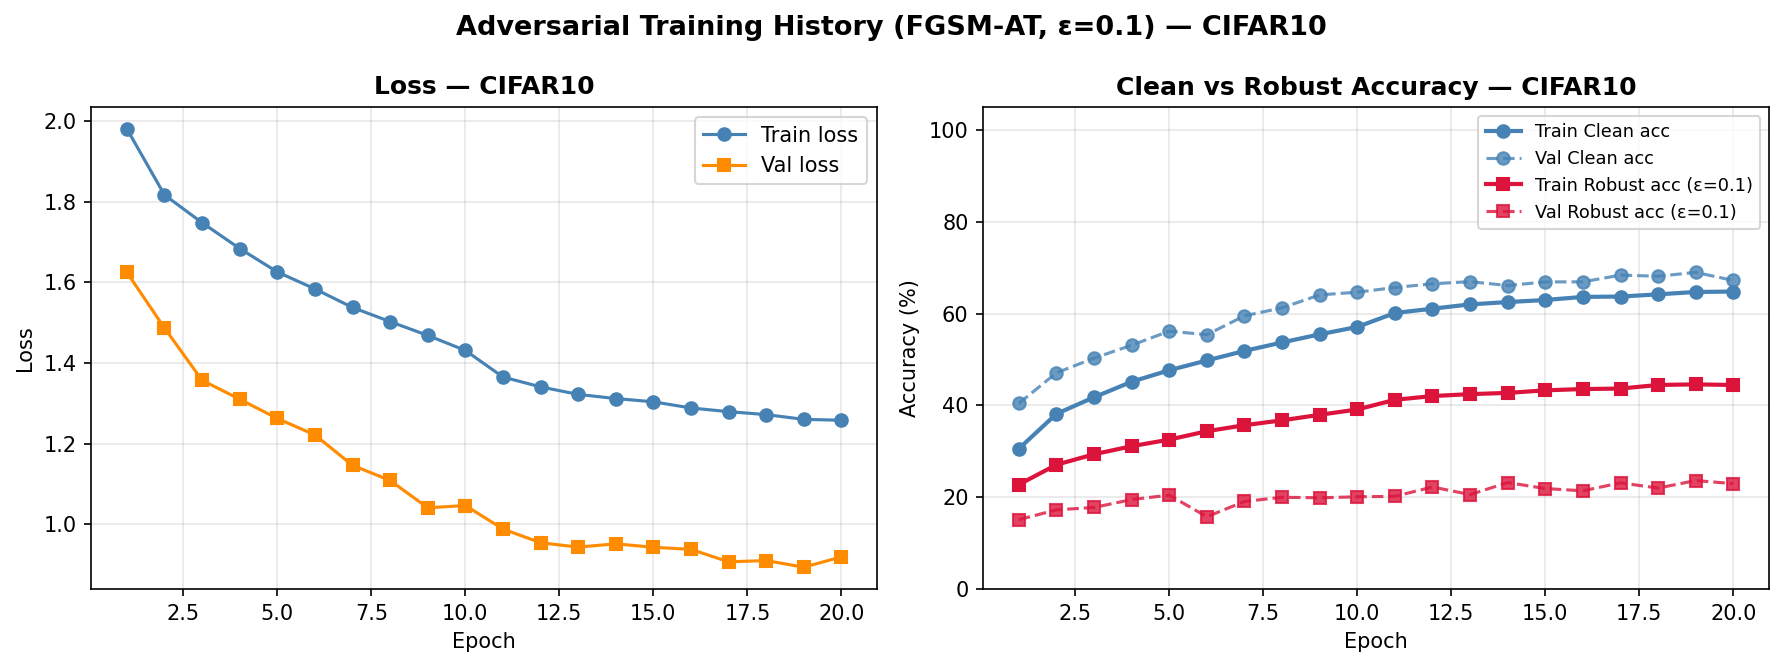 Adversarial Training History (FGSM-AT, ε=0.1) — CIFAR10
Loss — CIFAR10
2.0
1.8
1.6
1.4
1.2
1.0
Loss
Train loss
Val loss
2.5 5.0 7.5 10.0 12.5 15.0 17.5 20.0
Epoch
Clean vs Robust Accuracy — CIFAR10
100
80
60
40
20
0
Accuracy (%)
Train Clean acc
Val Clean acc
Train Robust acc (ε=0.1)
Val Robust acc (ε=0.1)
2.5 5.0 7.5 10.0 12.5 15.0 17.5 20.0
Epoch